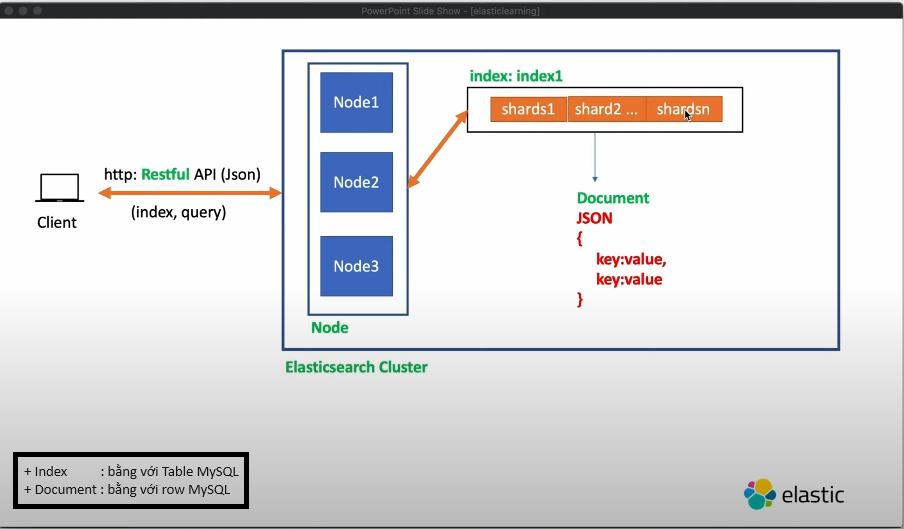 PowerPoint Slide Show - [elasticlearning]
index: index1
Node1
shards1
shard2 ...
shardsn
http: Restful API (Json)
Node2
(index, query)
Client
Document
JSON
{
key:value,
key:value
}
Node3
Node
Elasticsearch Cluster
+ Index : bằng với Table MySQL
+ Document : bằng với row MySQL
elastic